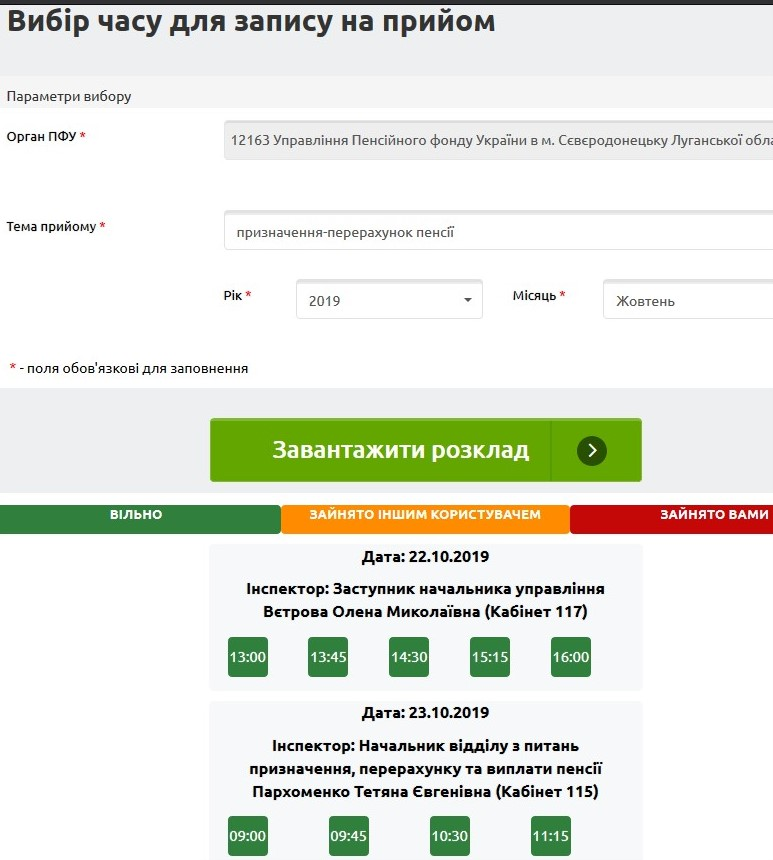 Вибір часу для запису на прийом
Параметри вибору
Орган ПФУ *
12163 Управління Пенсійного фонду України в м. Сєвєродонецьку Луганської обла
Тема прийому *
призначення-перерахунок пенсії
Рік * 2019 Місяць * Жовтень
* - поля обов'язкові для заповнення
Завантажити розклад
ВІЛЬНО ЗАЙНЯТО ІНШИМ КОРИСТУВАЧЕМ ЗАЙНЯТО ВАМИ
Дата: 22.10.2019
Інспектор: Заступник начальника управління
Вєтрова Олена Миколаївна (Кабінет 117)
13:00 13:45 14:30 15:15 16:00
Дата: 23.10.2019
Інспектор: Начальник відділу з питань
призначення, перерахунку та виплати пенсії
Пархоменко Тетяна Євгенівна (Кабінет 115)
09:00 09:45 10:30 11:15